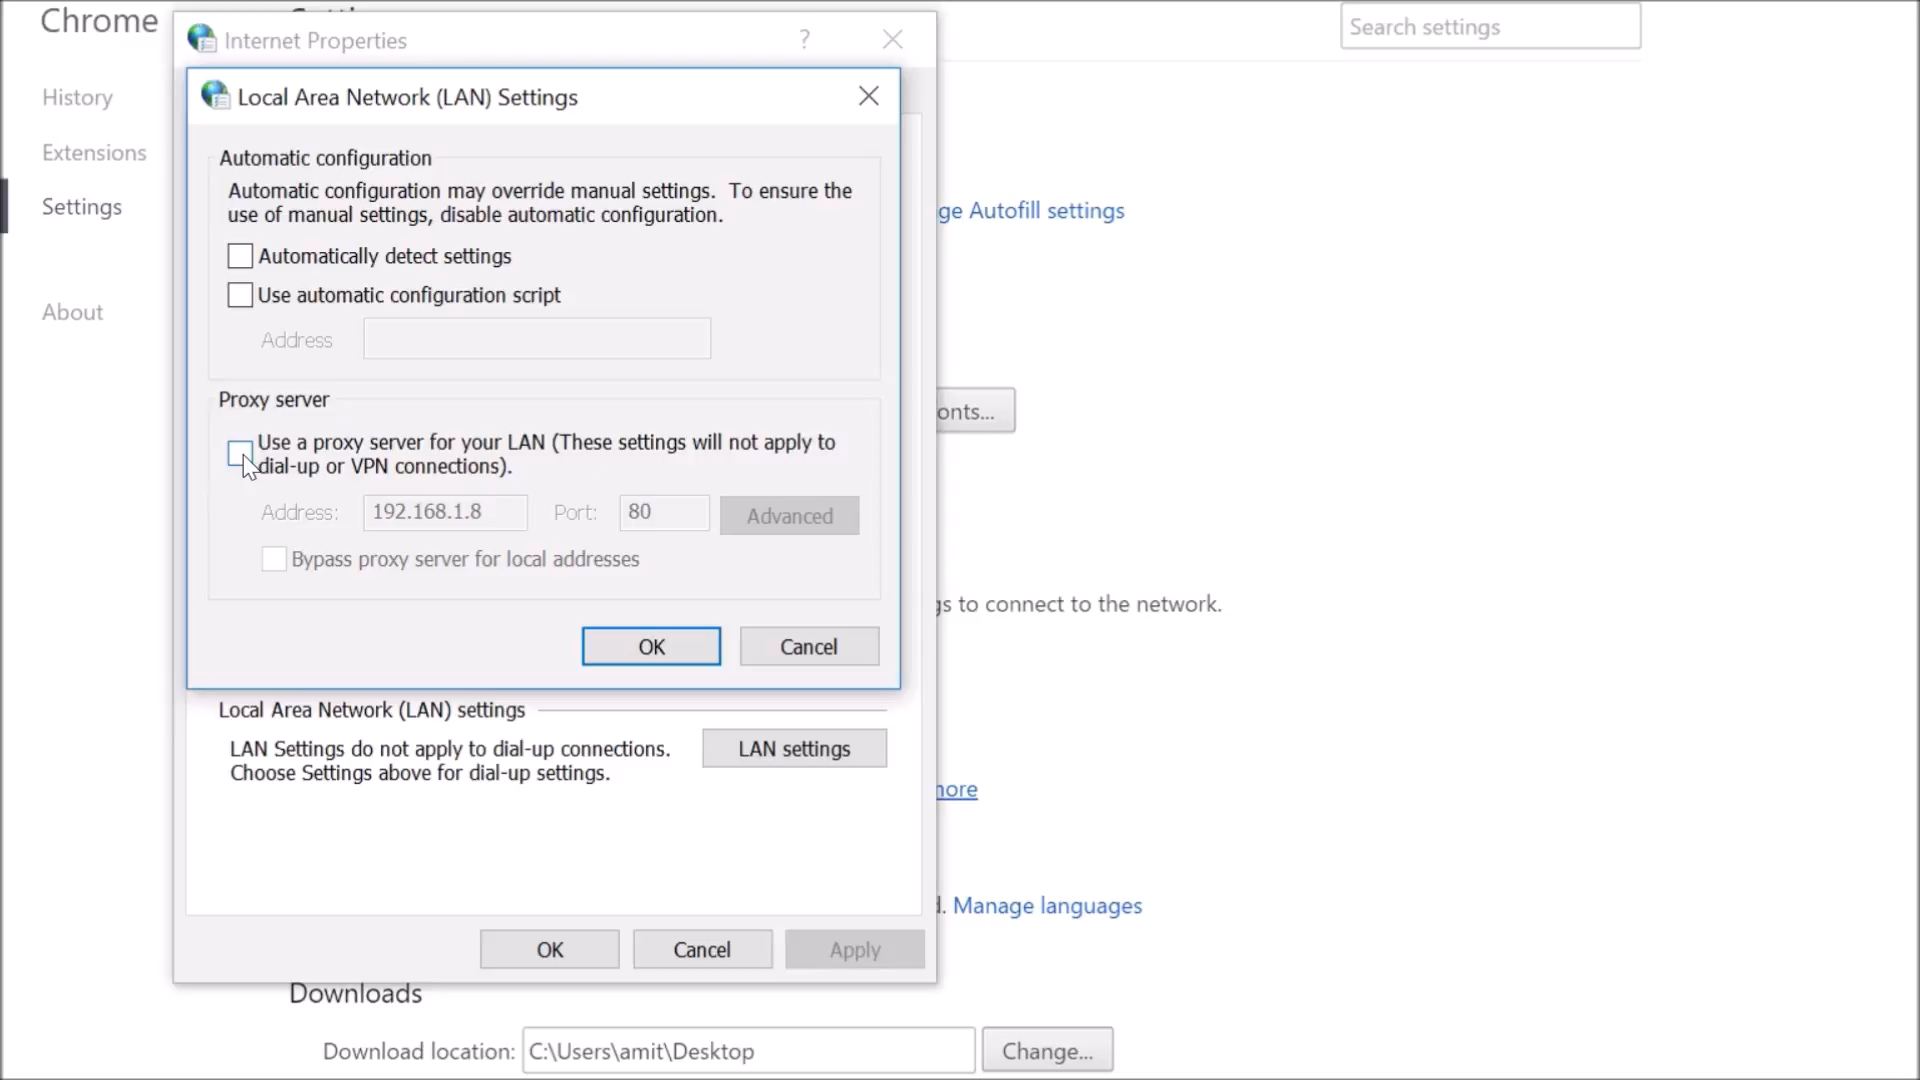 Chrome
Internet Properties
?
Search settings
History
Extensions
Settings
About
Local Area Network (LAN) Settings
Automatic configuration
Automatic configuration may override manual settings.  To ensure the
use of manual settings, disable automatic configuration.
Automatically detect settings
Use automatic configuration script
Address
Proxy server
Use a proxy server for your LAN (These settings will not apply to
dial-up or VPN connections).
Address:
192.168.1.8
Port:
80
Advanced
Bypass proxy server for local addresses
OK
Cancel
Local Area Network (LAN) settings
LAN Settings do not apply to dial-up connections.
Choose Settings above for dial-up settings.
LAN settings
OK
Cancel
Apply
ge Autofill settings
onts...
gs to connect to the network.
more
d. Manage languages
Downloads
Download location:
C:\Users\amit\Desktop
Change...